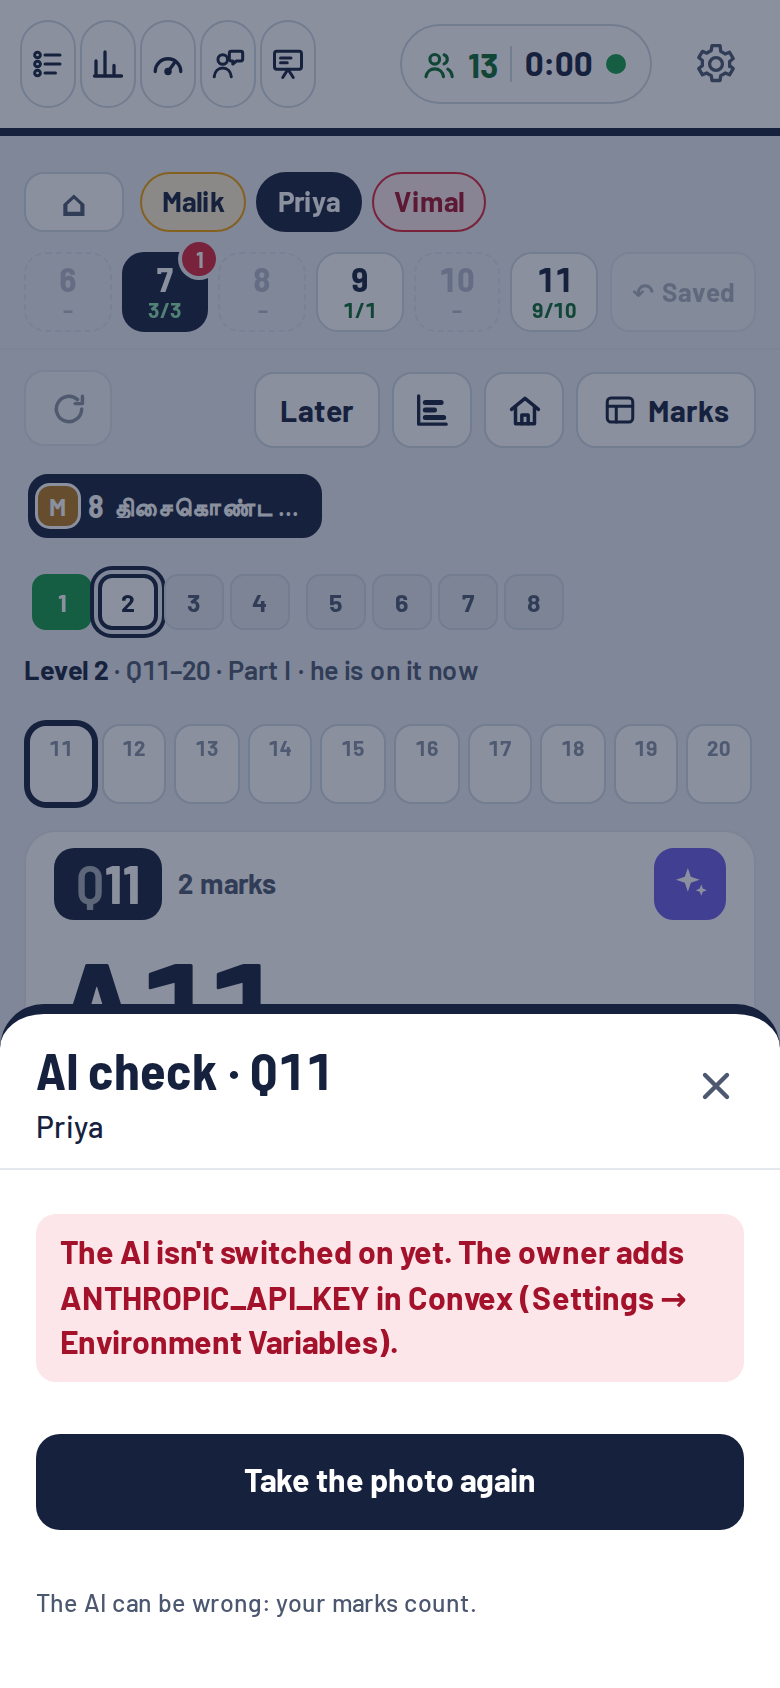 13 0:00
Malik Priya Vimal
1
6 7 8 9 10 11 ↶ Saved
– 3/3 – 1/1 – 9/10
Later Marks
M 8 திசைகொண்ட ...
1 2 3 4 5 6 7 8
Level 2 · Q11–20 · Part I · he is on it now
11 12 13 14 15 16 17 18 19 20
Q11 2 marks
A11
AI check · Q11
Priya
The AI isn't switched on yet. The owner adds
ANTHROPIC_API_KEY in Convex (Settings →
Environment Variables).
Take the photo again
The AI can be wrong: your marks count.